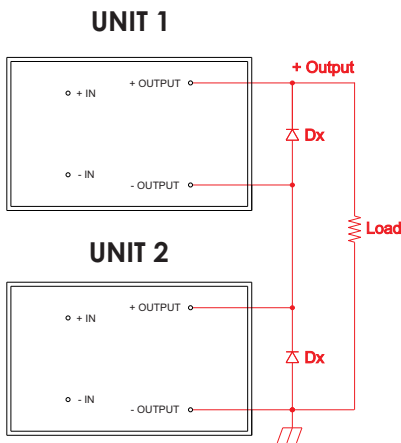 UNIT 1
+ Output
+ OUTPUT
+ IN
Dx
- IN
- OUTPUT
Load
UNIT 2
+ OUTPUT
+ IN
Dx
- IN
- OUTPUT